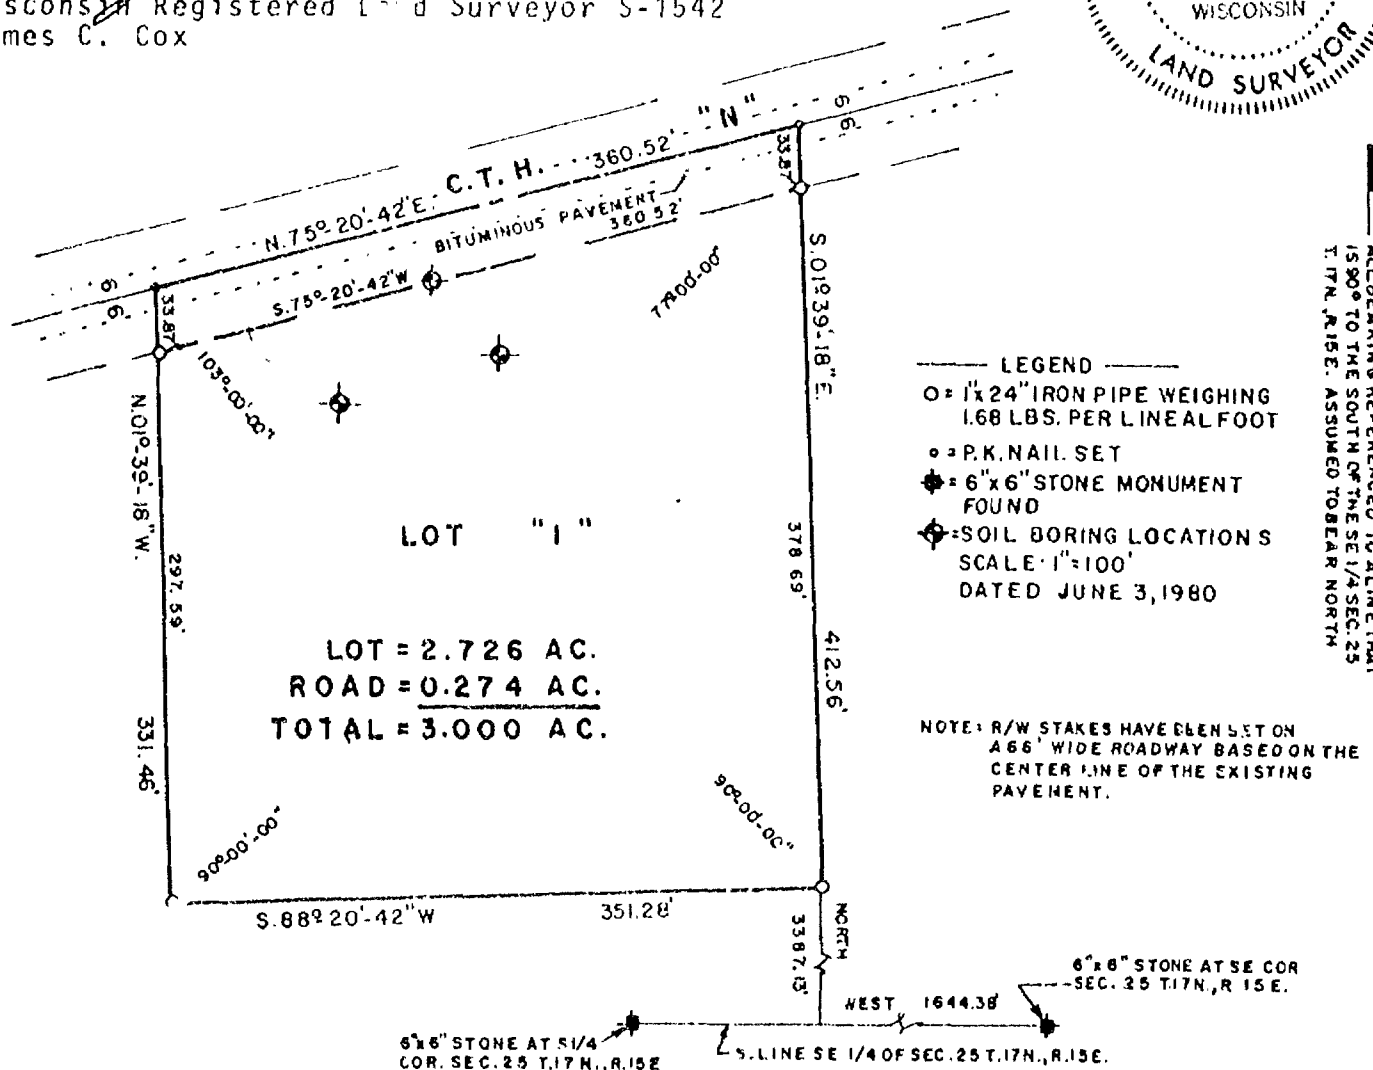 Registered Surveyor S-1542
mes C. Cox
WISCONSIN
LAND SURVEYOR
66'
C.T.H. "N"
N.75°-20'-42"E. 360.52'
BITUMINOUS PAVEMENT
S.75°-20'-42"W 360.52'
33.87'
33.87
66
103°-00'-00"
77°00'-00"
S.01°39'-18"E.
N.01°-39'-18"W.
297.59'
331.46'
378.69'
412.56'
LOT "1"
LOT = 2.726 AC.
ROAD = 0.274 AC.
TOTAL = 3.000 AC.
90°-00'-00"
90°-00'-00"
S.88°20'-42"W 351.28'
NORTH
3387.13'
WEST 1644.38'
6"x6" STONE AT SE COR
SEC. 25 T.17N., R 15E.
6"x6" STONE AT S1/4
COR. SEC. 25 T.17N., R.15E
S. LINE SE 1/4 OF SEC. 25 T.17N., R.15E.
LEGEND
O = 1"x24" IRON PIPE WEIGHING
1.68 LBS. PER LINEAL FOOT
o = P.K. NAIL SET
= 6"x6" STONE MONUMENT
FOUND
= SOIL BORING LOCATIONS
SCALE 1"=100'
DATED JUNE 3, 1980
NOTE: R/W STAKES HAVE BEEN SET ON
A 66' WIDE ROADWAY BASED ON THE
CENTER LINE OF THE EXISTING
PAVEMENT.
REFERENCED TO A LINE THAT
IS 90° TO THE SOUTH OF THE SE 1/4 SEC. 25
T.17N., R.15E. ASSUMED TO BEAR NORTH